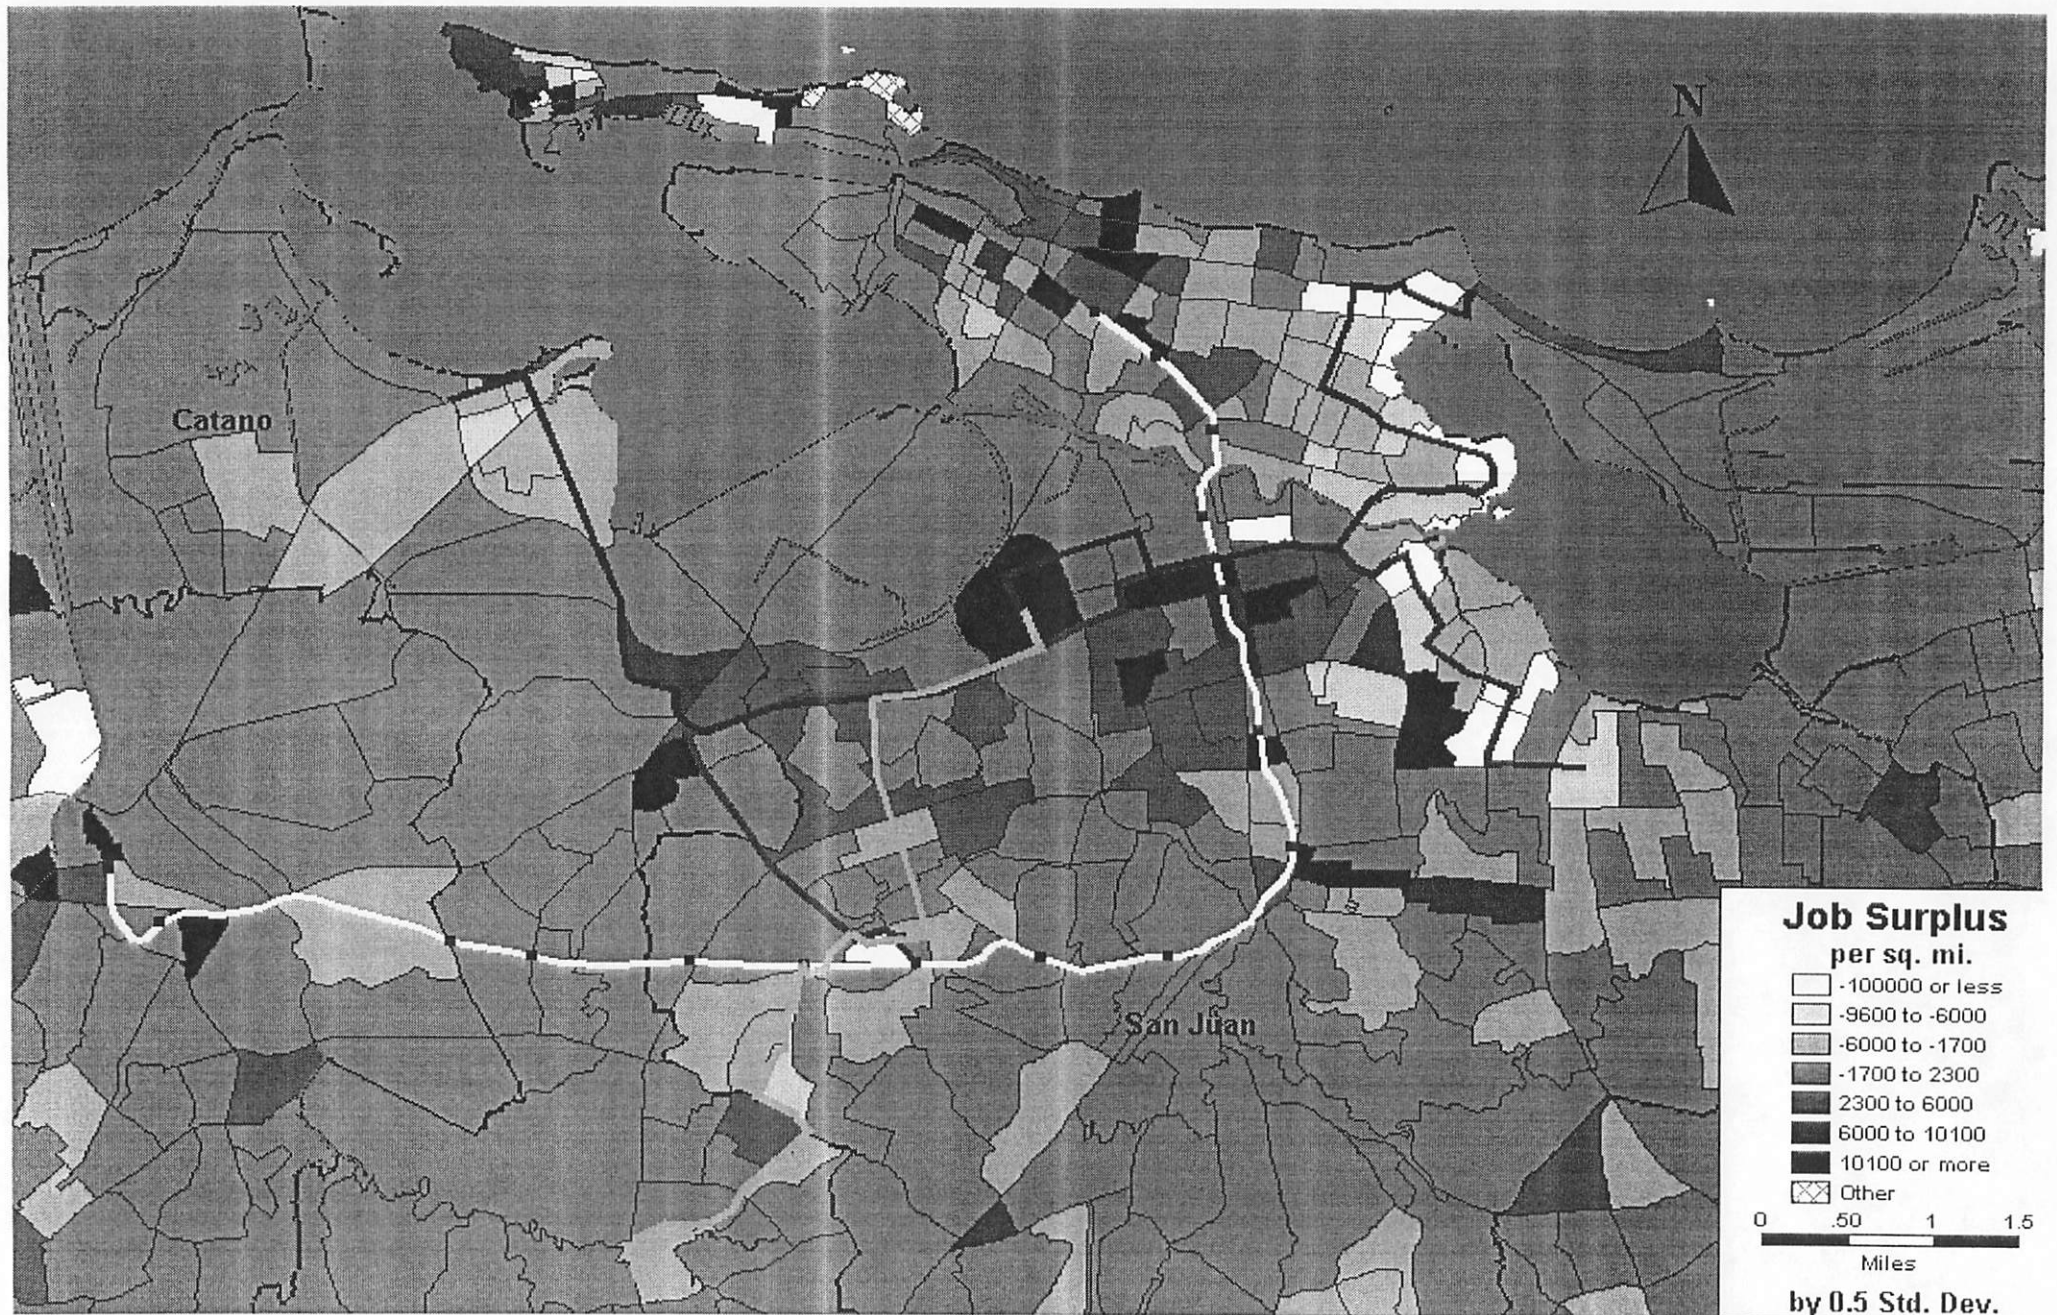 N
Catano
San Juan
Job Surplus
per sq. mi.
-100000 or less
-9600 to -6000
-6000 to -1700
-1700 to 2300
2300 to 6000
6000 to 10100
10100 or more
Other
0 .50 1 1.5
Miles
by 0.5 Std. Dev.